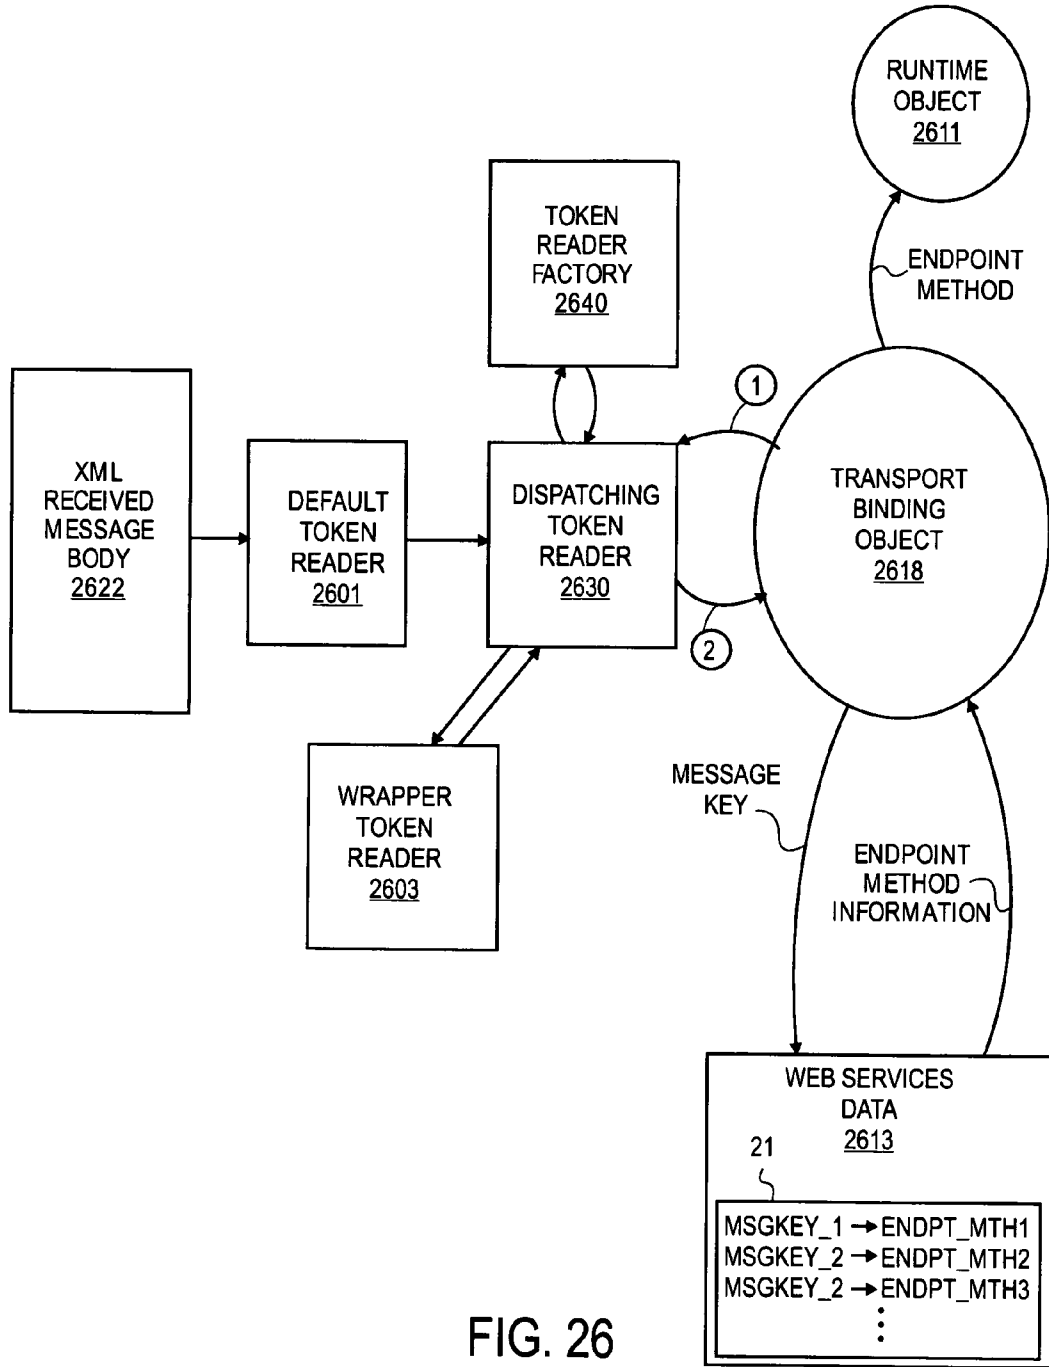 RUNTIME
OBJECT
2611
TOKEN
READER
FACTORY
2640
ENDPOINT
METHOD
1
XML
RECEIVED
MESSAGE
BODY
2622
DEFAULT
TOKEN
READER
2601
DISPATCHING
TOKEN
READER
2630
TRANSPORT
BINDING
OBJECT
2618
2
WRAPPER
TOKEN
READER
2603
MESSAGE
KEY
ENDPOINT
METHOD
INFORMATION
WEB SERVICES
DATA
2613
21
MSGKEY_1 → ENDPT_MTH1
MSGKEY_2 → ENDPT_MTH2
MSGKEY_2 → ENDPT_MTH3
FIG. 26